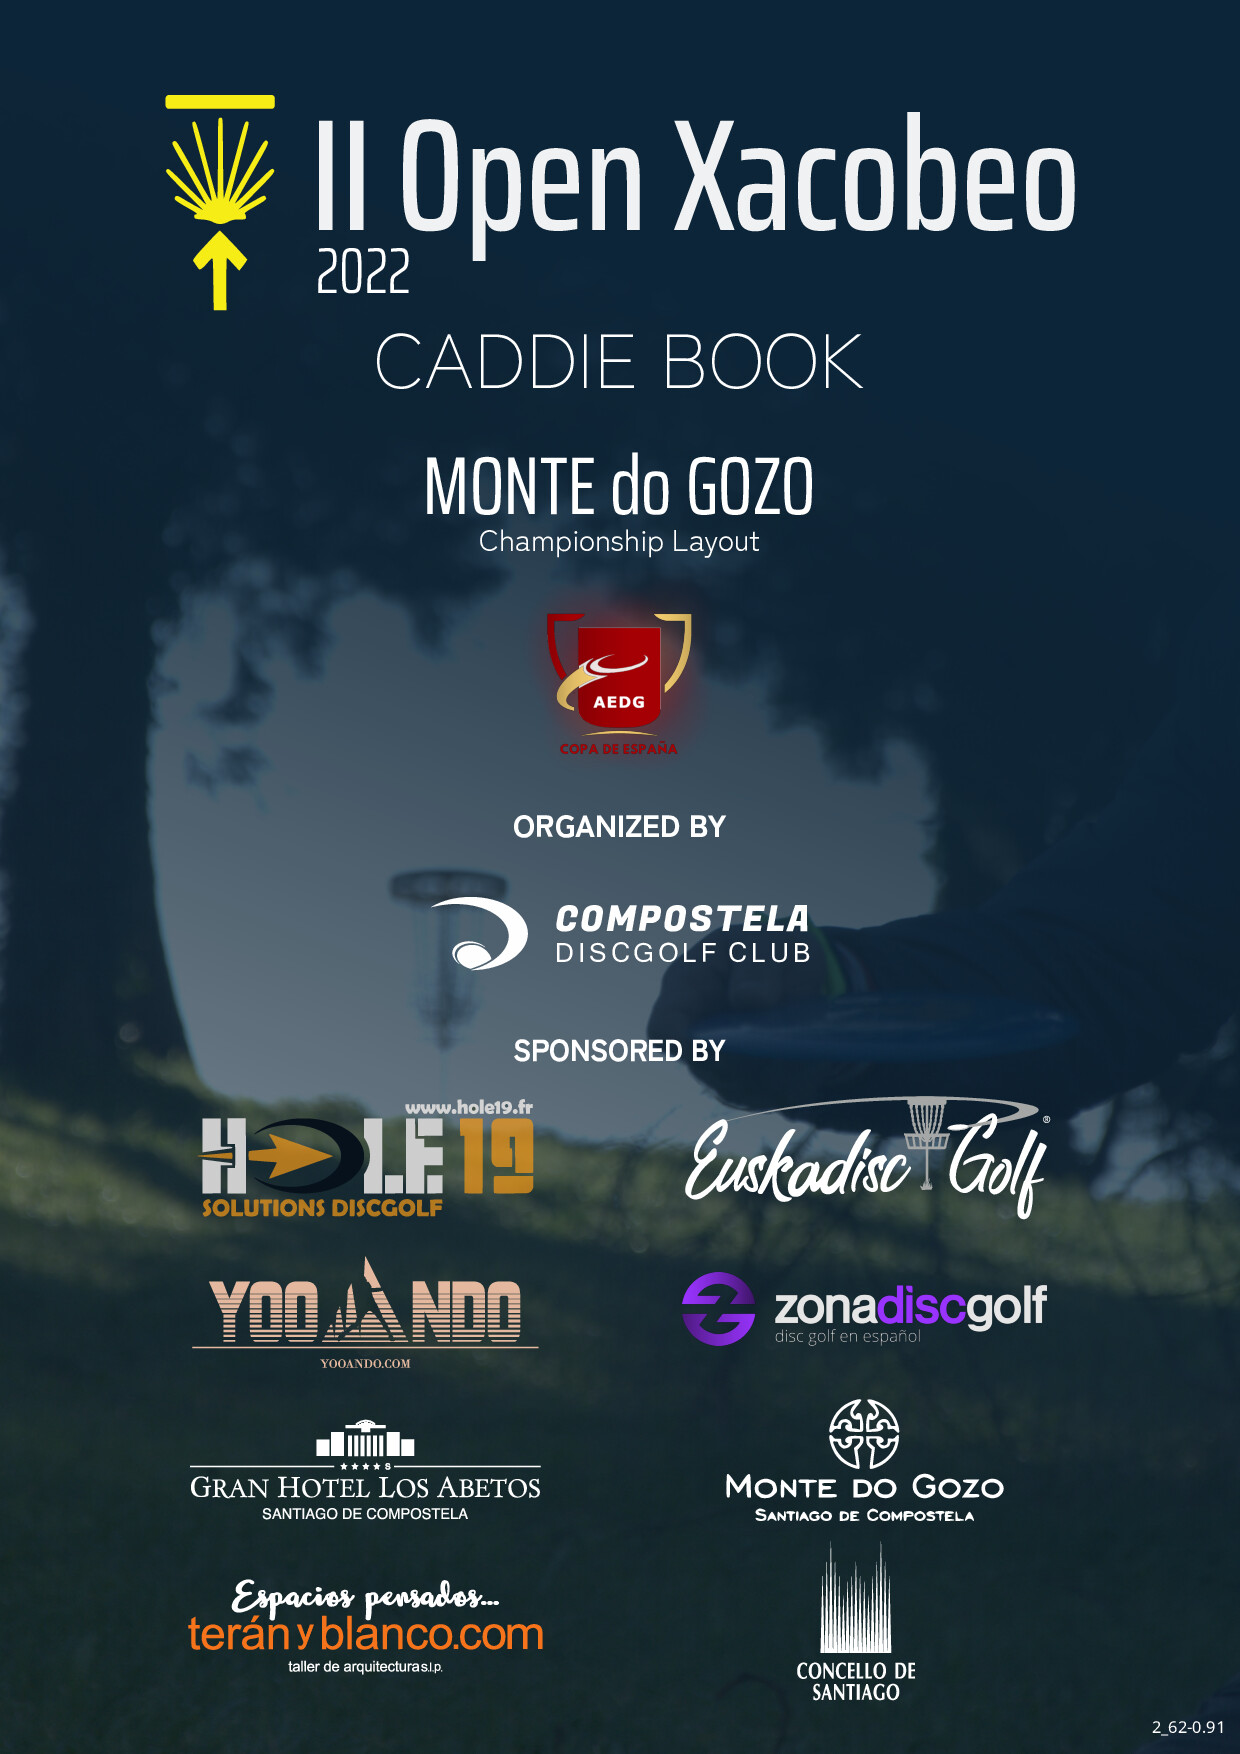 II Open Xacobeo
2022
CADDIE BOOK
MONTE do GOZO
Championship Layout
AEDG
COPA DE ESPAÑA
ORGANIZED BY
COMPOSTELA
DISCGOLF CLUB
SPONSORED BY
www.hole19.fr
HOLE 19
SOLUTIONS DISCGOLF
Euskadisc Golf®
YOOANDO
YOOANDO.COM
zonadiscgolf
disc golf en español
S
GRAN HOTEL LOS ABETOS
SANTIAGO DE COMPOSTELA
MONTE DO GOZO
SANTIAGO DE COMPOSTELA
Espacios pensados...
terán y blanco.com
taller de arquitectura s.l.p.
CONCELLO DE
SANTIAGO
2_62-0.91